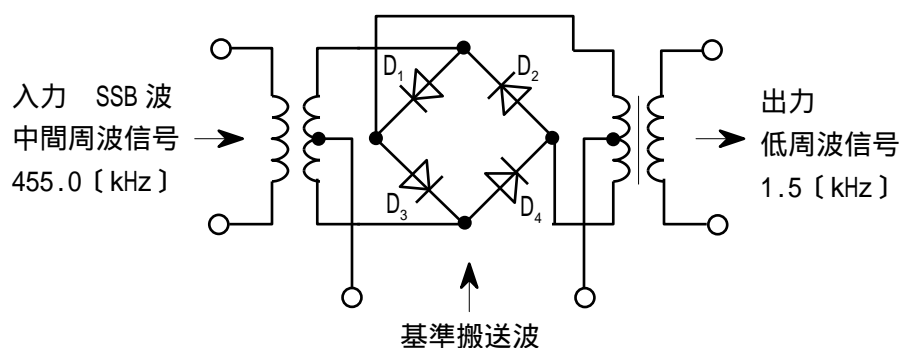 入力 SSB 波
中間周波信号
455.0〔kHz〕
D1
D2
D3
D4
出力
低周波信号
1.5〔kHz〕
基準搬送波